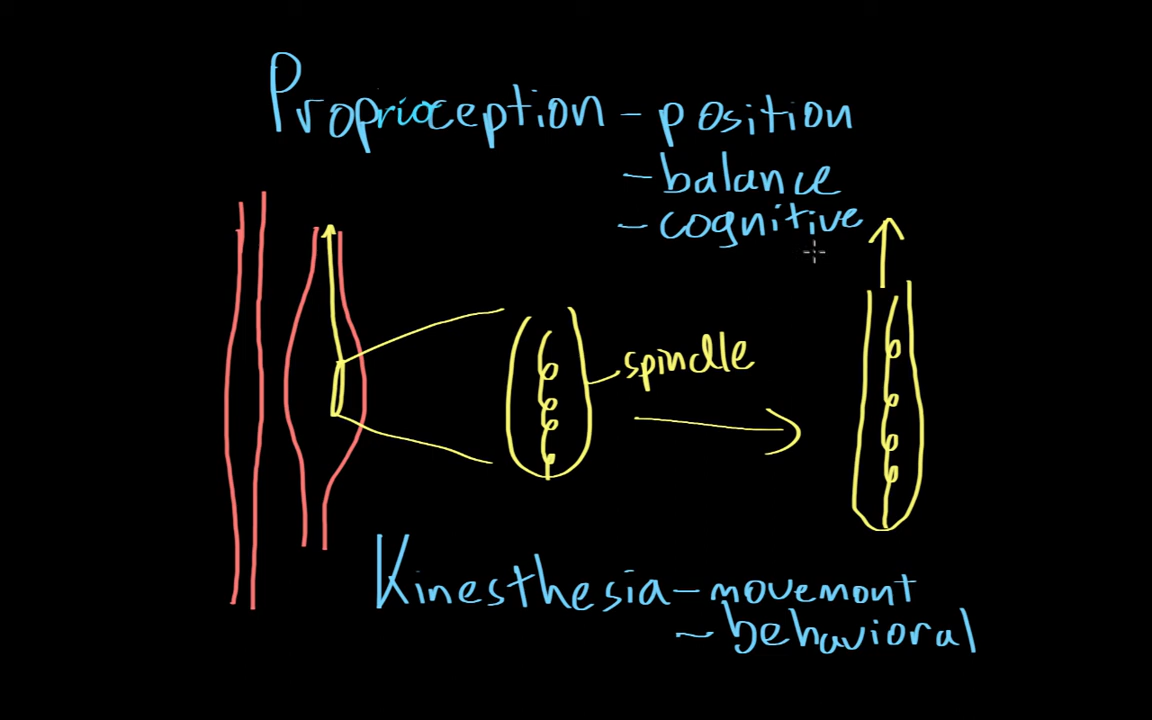 Proprioception - position
- balance
- cognitive
spindle
Kinesthesia - movemont
- behavioral